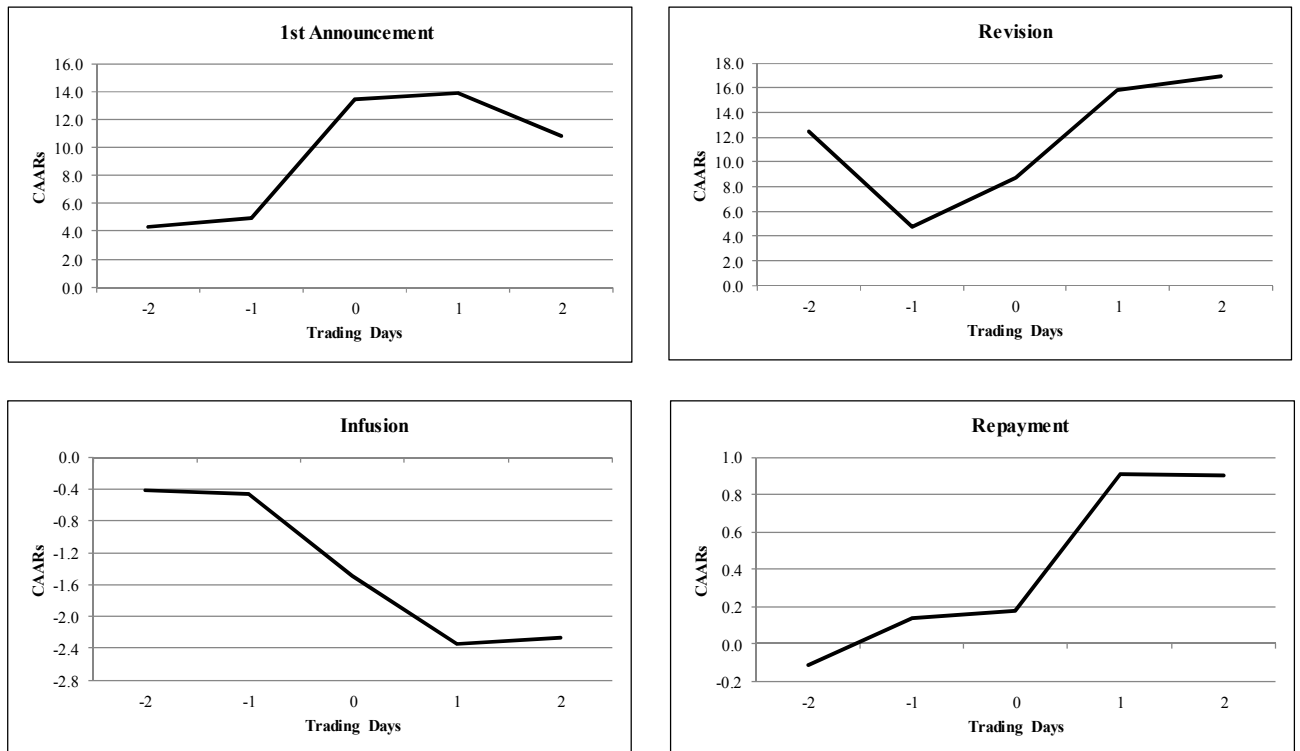 1st Announcement
16.0
14.0
12.0
10.0
8.0
6.0
4.0
2.0
0.0
CAARs
-2 -1 0 1 2
Trading Days
Revision
18.0
16.0
14.0
12.0
10.0
8.0
6.0
4.0
2.0
0.0
CAARs
-2 -1 0 1 2
Trading Days
Infusion
0.0
-0.4
-0.8
-1.2
-1.6
-2.0
-2.4
-2.8
CAARs
-2 -1 0 1 2
Trading Days
Repayment
1.0
0.8
0.6
0.4
0.2
0.0
-0.2
CAARs
-2 -1 0 1 2
Trading Days